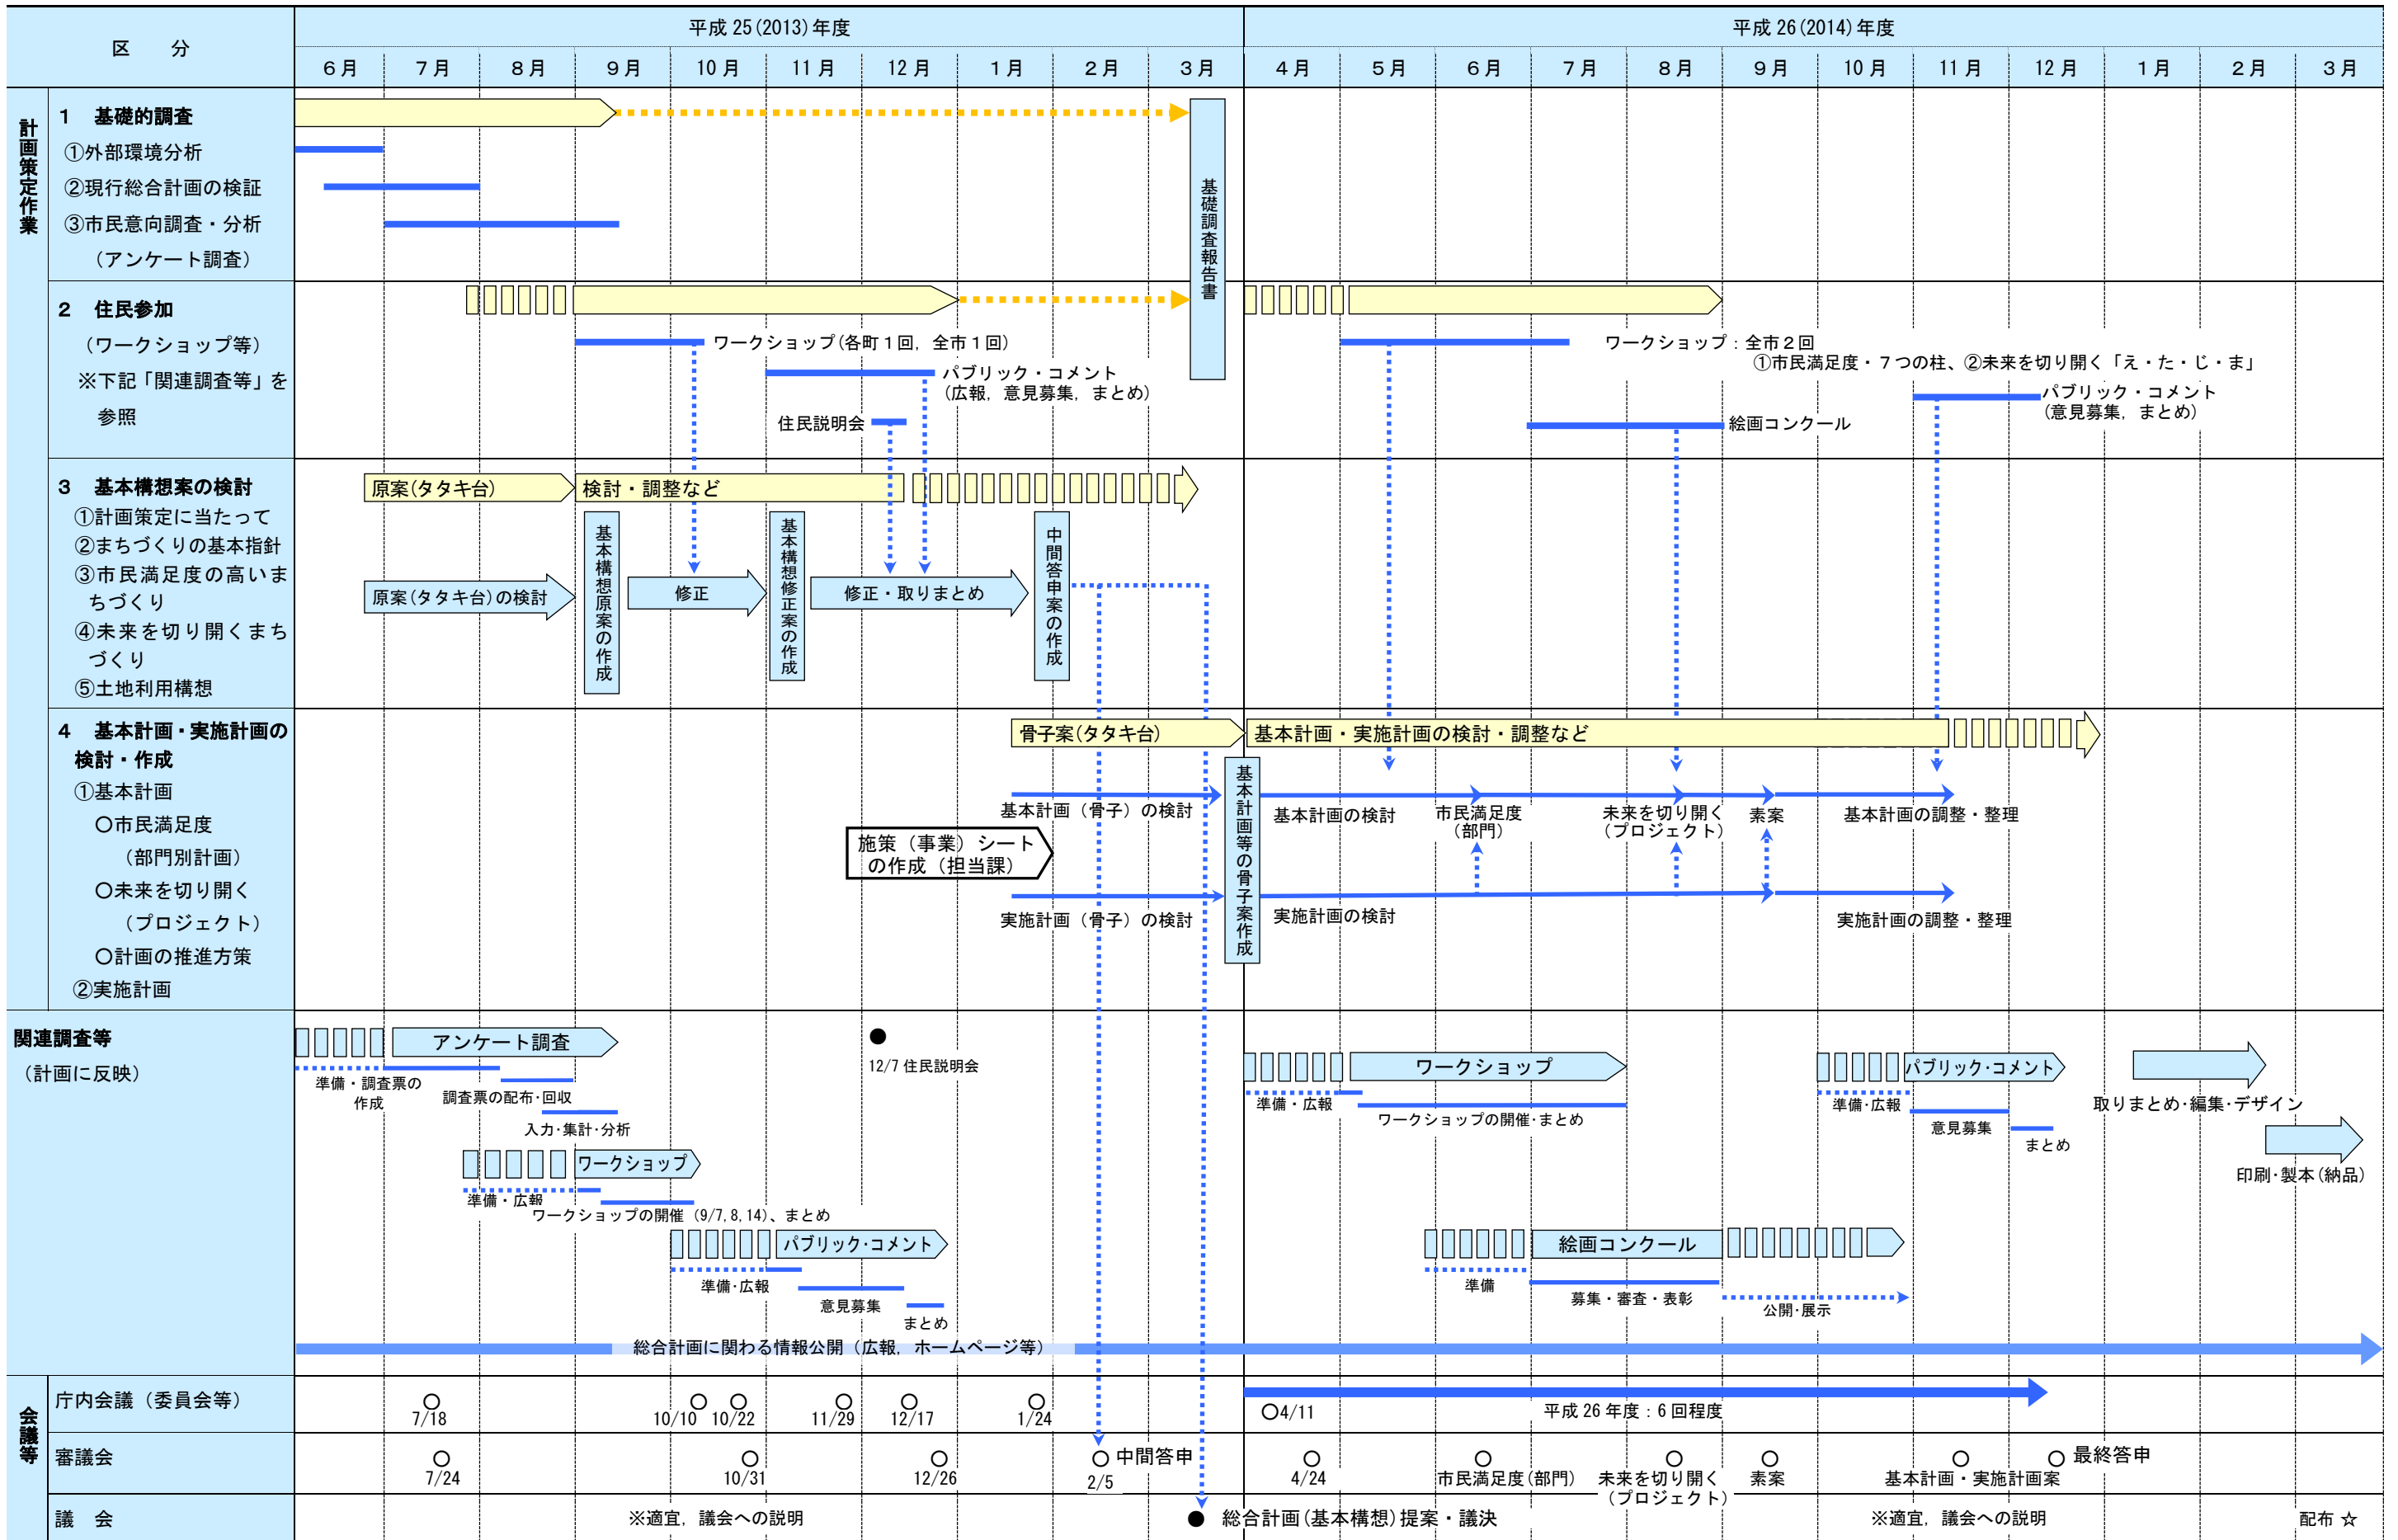 区　　分
平成 25(2013)年度
平成 26(2014)年度
6月 7月 8月 9月 10月 11月 12月 1月 2月 3月 4月 5月 6月 7月 8月 9月 10月 11月 12月 1月 2月 3月
計画策定作業
1　基礎的調査
①外部環境分析
②現行総合計画の検証
③市民意向調査・分析
（アンケート調査）
基礎調査報告書
2　住民参加
（ワークショップ等）
※下記「関連調査等」を
参照
ワークショップ(各町1回，全市1回)
パブリック・コメント
(広報，意見募集，まとめ)
住民説明会
ワークショップ：全市2回
①市民満足度・７つの柱、②未来を切り開く「え・た・じ・ま」
パブリック・コメント
(意見募集，まとめ)
絵画コンクール
3　基本構想案の検討
①計画策定に当たって
②まちづくりの基本指針
③市民満足度の高いま
ちづくり
④未来を切り開くまち
づくり
⑤土地利用構想
原案(タタキ台)
検討・調整など
原案(タタキ台)の検討
基本構想原案の作成
修正
基本構想修正案の作成
修正・取りまとめ
中間答申案の作成
4　基本計画・実施計画の
検討・作成
①基本計画
○市民満足度
（部門別計画）
○未来を切り開く
（プロジェクト）
○計画の推進方策
②実施計画
骨子案(タタキ台)
基本計画・実施計画の検討・調整など
基本計画（骨子）の検討
施策（事業）シート
の作成（担当課）
実施計画（骨子）の検討
基本計画等の骨子案作成
基本計画の検討
市民満足度
（部門）
未来を切り開く
（プロジェクト）
素案
基本計画の調整・整理
実施計画の検討
実施計画の調整・整理
関連調査等
（計画に反映）
アンケート調査
準備・調査票の
作成
調査票の配布・回収
入力・集計・分析
ワークショップ
準備・広報
ワークショップの開催（9/7,8,14）、まとめ
パブリック・コメント
準備・広報
意見募集
まとめ
12/7 住民説明会
ワークショップ
準備・広報
ワークショップの開催・まとめ
パブリック・コメント
準備・広報
意見募集
まとめ
取りまとめ・編集・デザイン
印刷・製本(納品)
絵画コンクール
準備
募集・審査・表彰
公開・展示
総合計画に関わる情報公開（広報，ホームページ等）
会議等
庁内会議（委員会等）
7/18 10/10 10/22 11/29 12/17 1/24 4/11
平成 26 年度：6 回程度
審議会
7/24 10/31 12/26 2/5 中間答申 4/24
市民満足度(部門)
未来を切り開く
（プロジェクト）
素案
基本計画・実施計画案
最終答申
議　会
※適宜，議会への説明
総合計画(基本構想)提案・議決
※適宜，議会への説明
配布 ☆